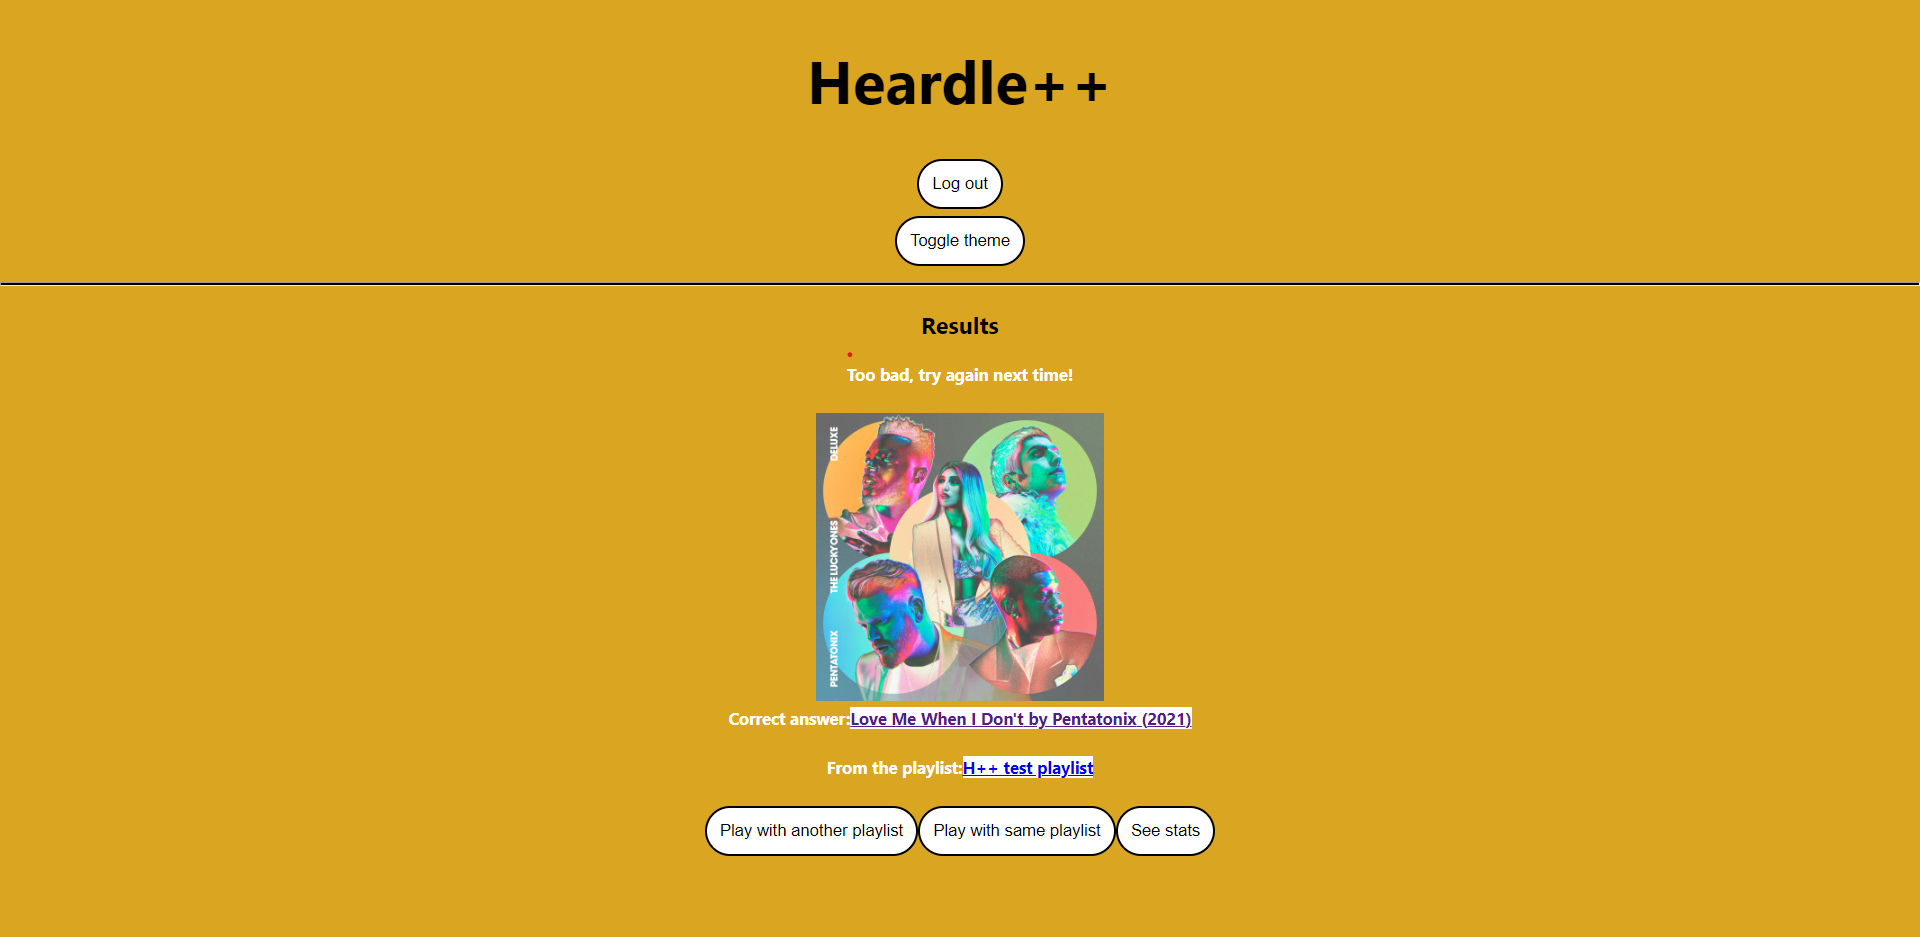 Heardle++
Log out
Toggle theme
Results
Too bad, try again next time!
DELUXE
THE LUCKY ONES
PENTATONIX
Correct answer:Love Me When I Don't by Pentatonix (2021)
From the playlist:H++ test playlist
Play with another playlist
Play with same playlist
See stats